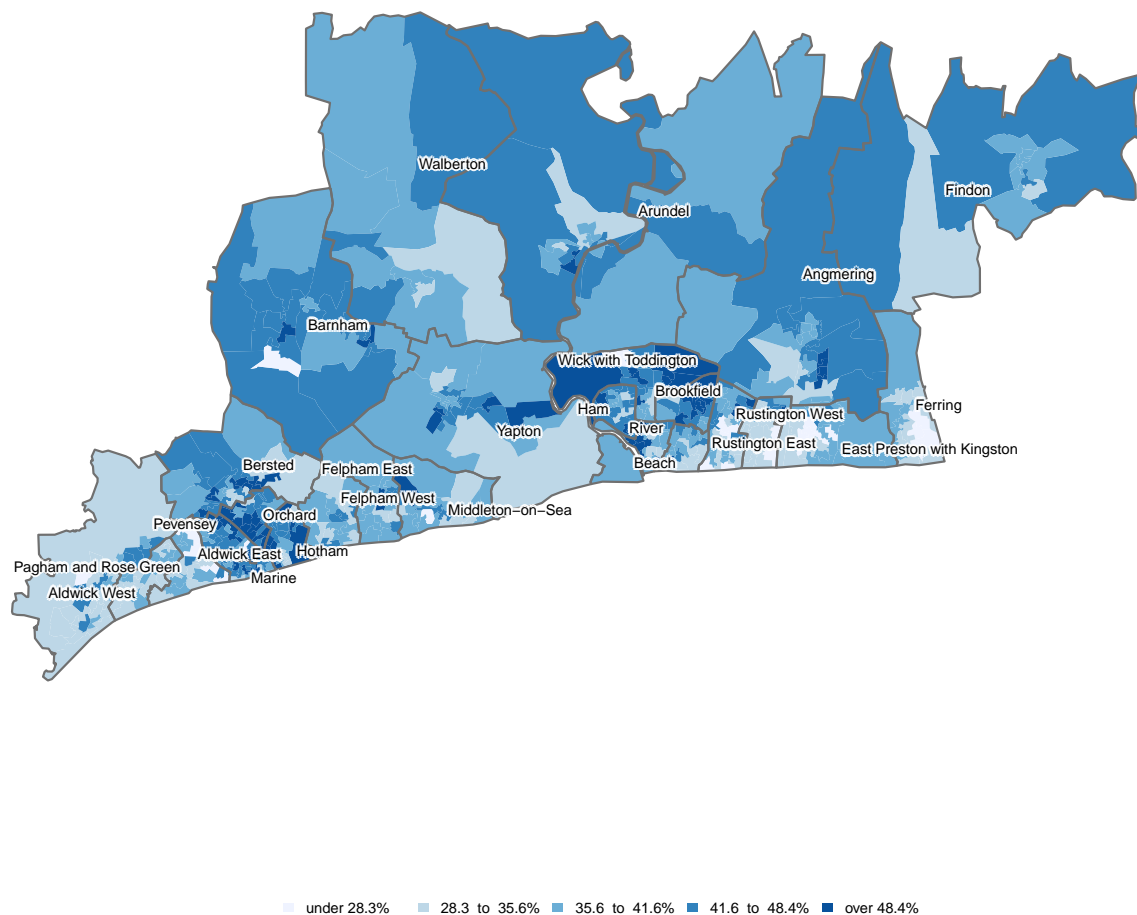 Walberton
Findon
Arundel
Angmering
Barnham
Wick with Toddington
Brookfield
Ham
Ferring
Rustington West
River
Yapton
Rustington East
East Preston with Kingston
Beach
Bersted
Felpham East
Felpham West
Middleton−on−Sea
Orchard
Pevensey
Aldwick East
Hotham
Pagham and Rose Green
Marine
Aldwick West
under 28.3% 28.3 to 35.6% 35.6 to 41.6% 41.6 to 48.4% over 48.4%